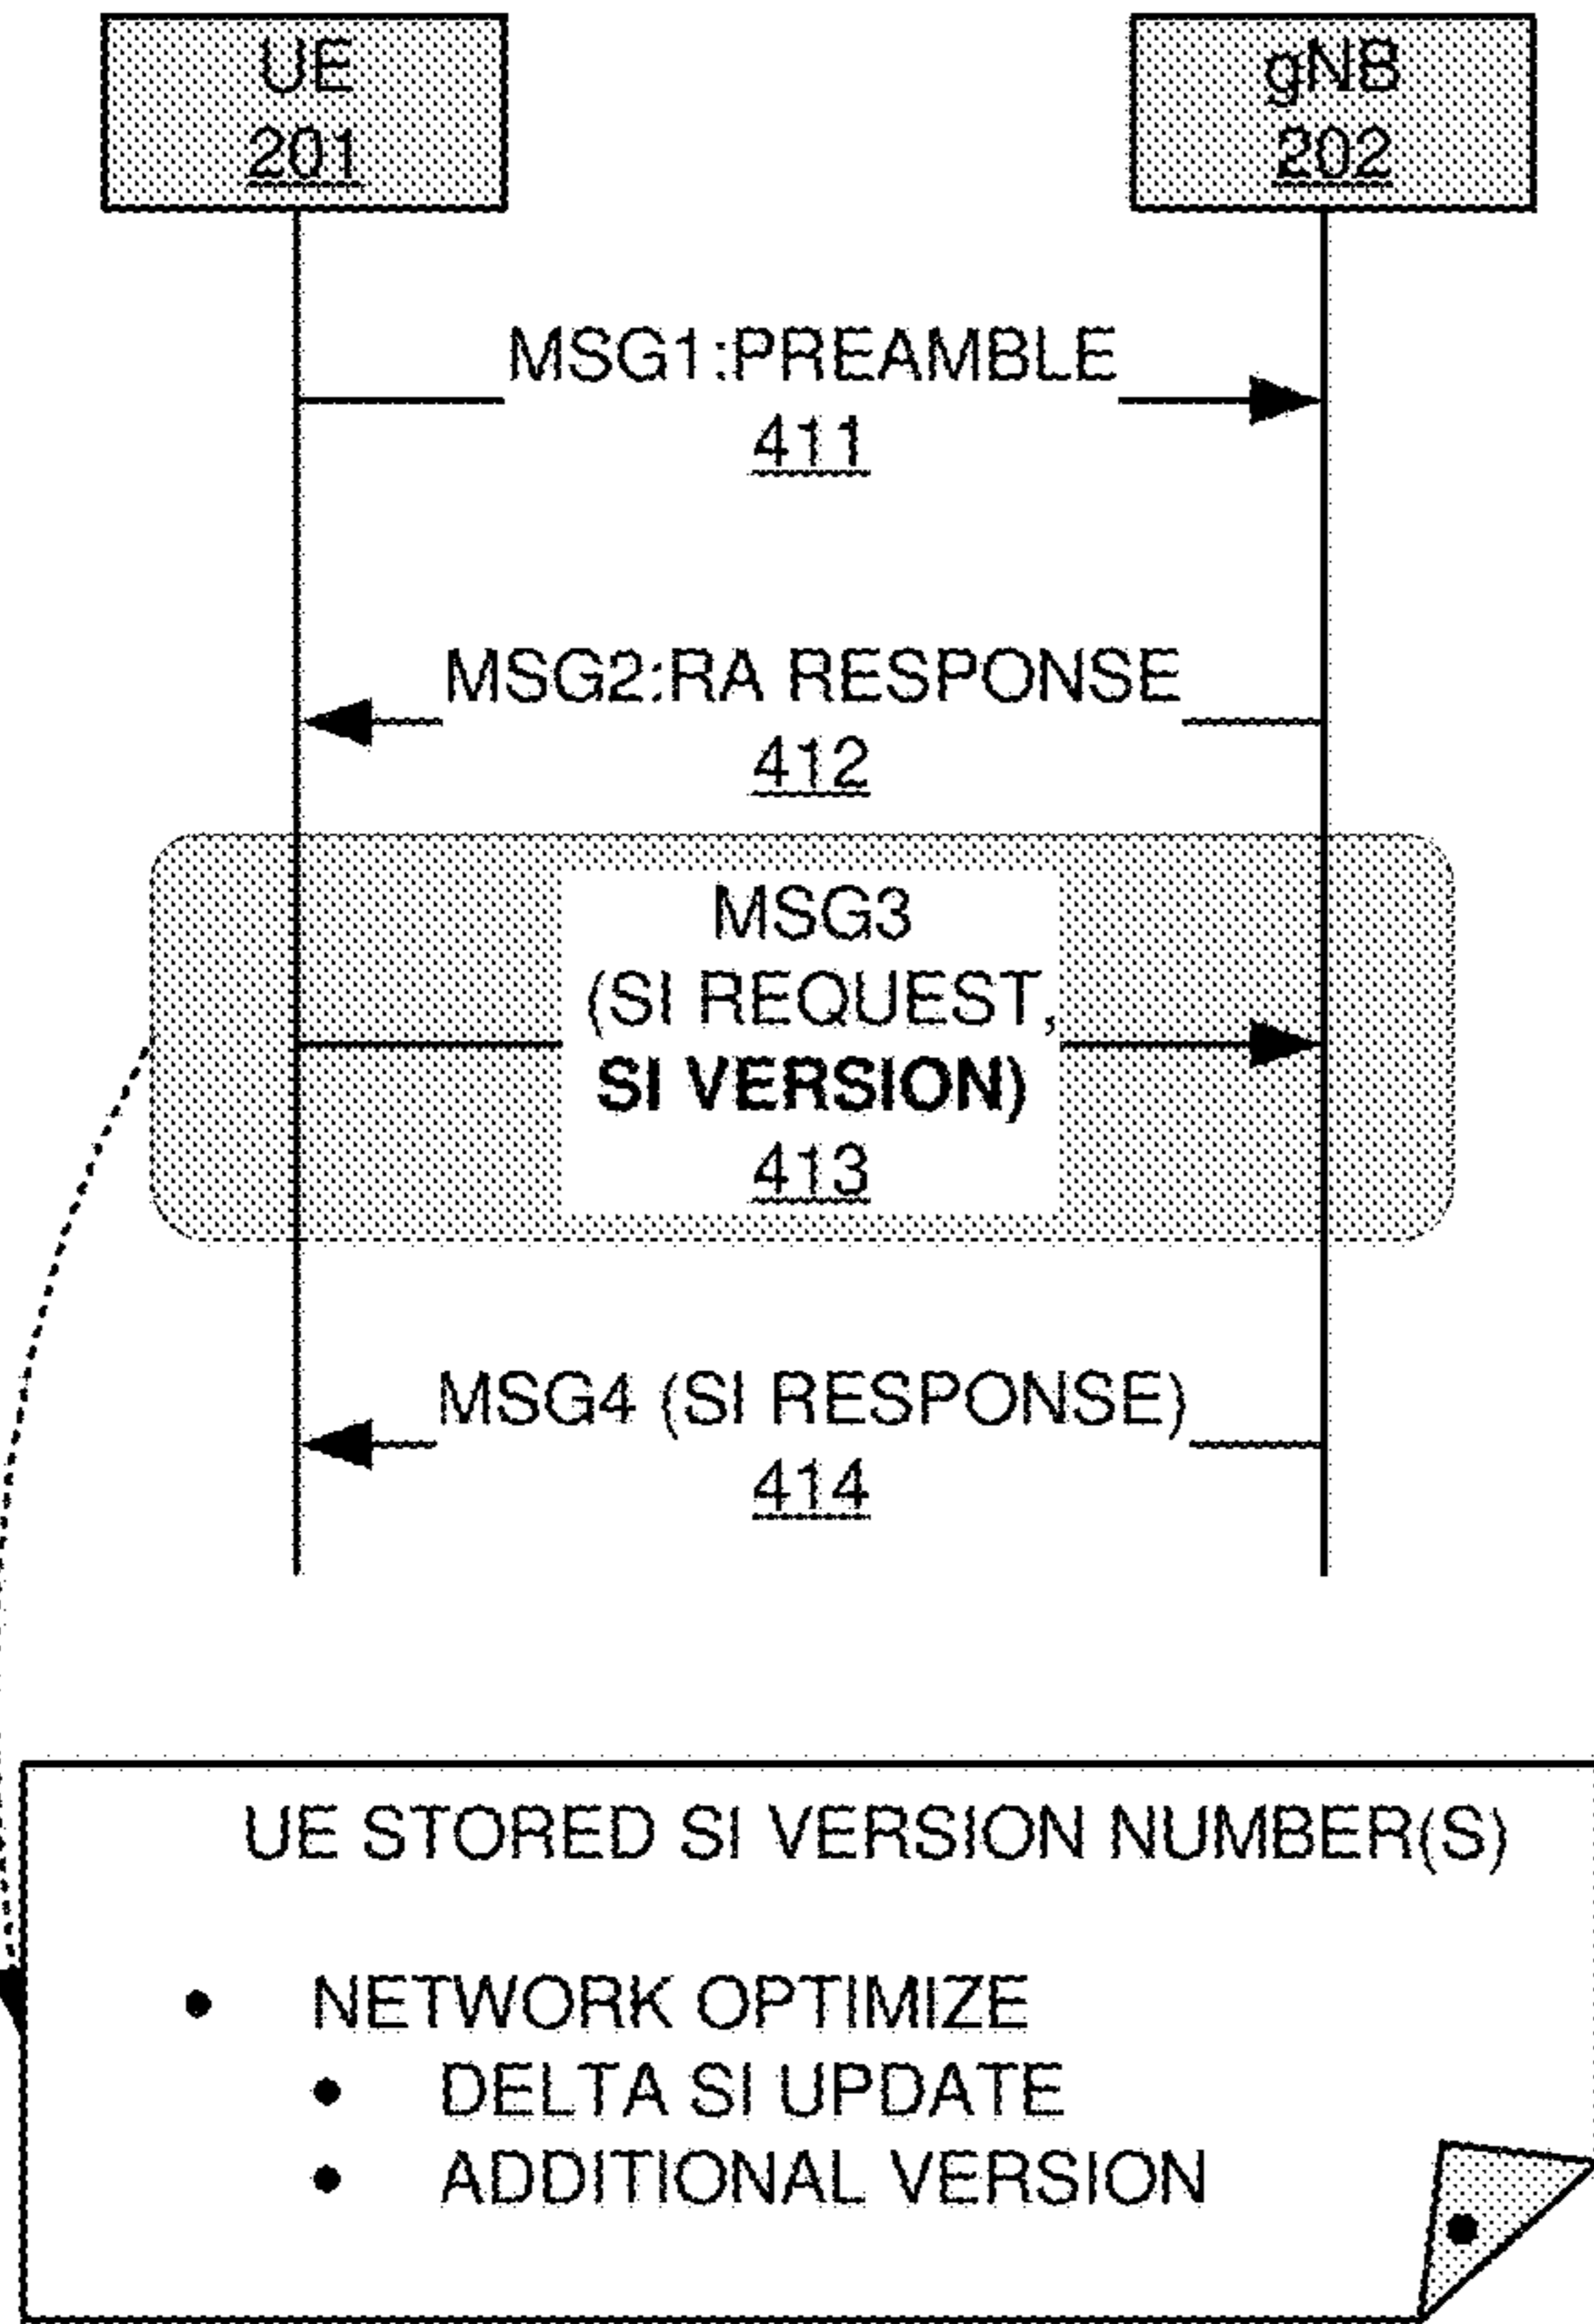 UE
201
gNB
202
MSG1:PREAMBLE
411
MSG2:RA RESPONSE
412
MSG3
(SI REQUEST,
SI VERSION)
413
MSG4 (SI RESPONSE)
414
UE STORED SI VERSION NUMBER(S)
• NETWORK OPTIMIZE
• DELTA SI UPDATE
• ADDITIONAL VERSION